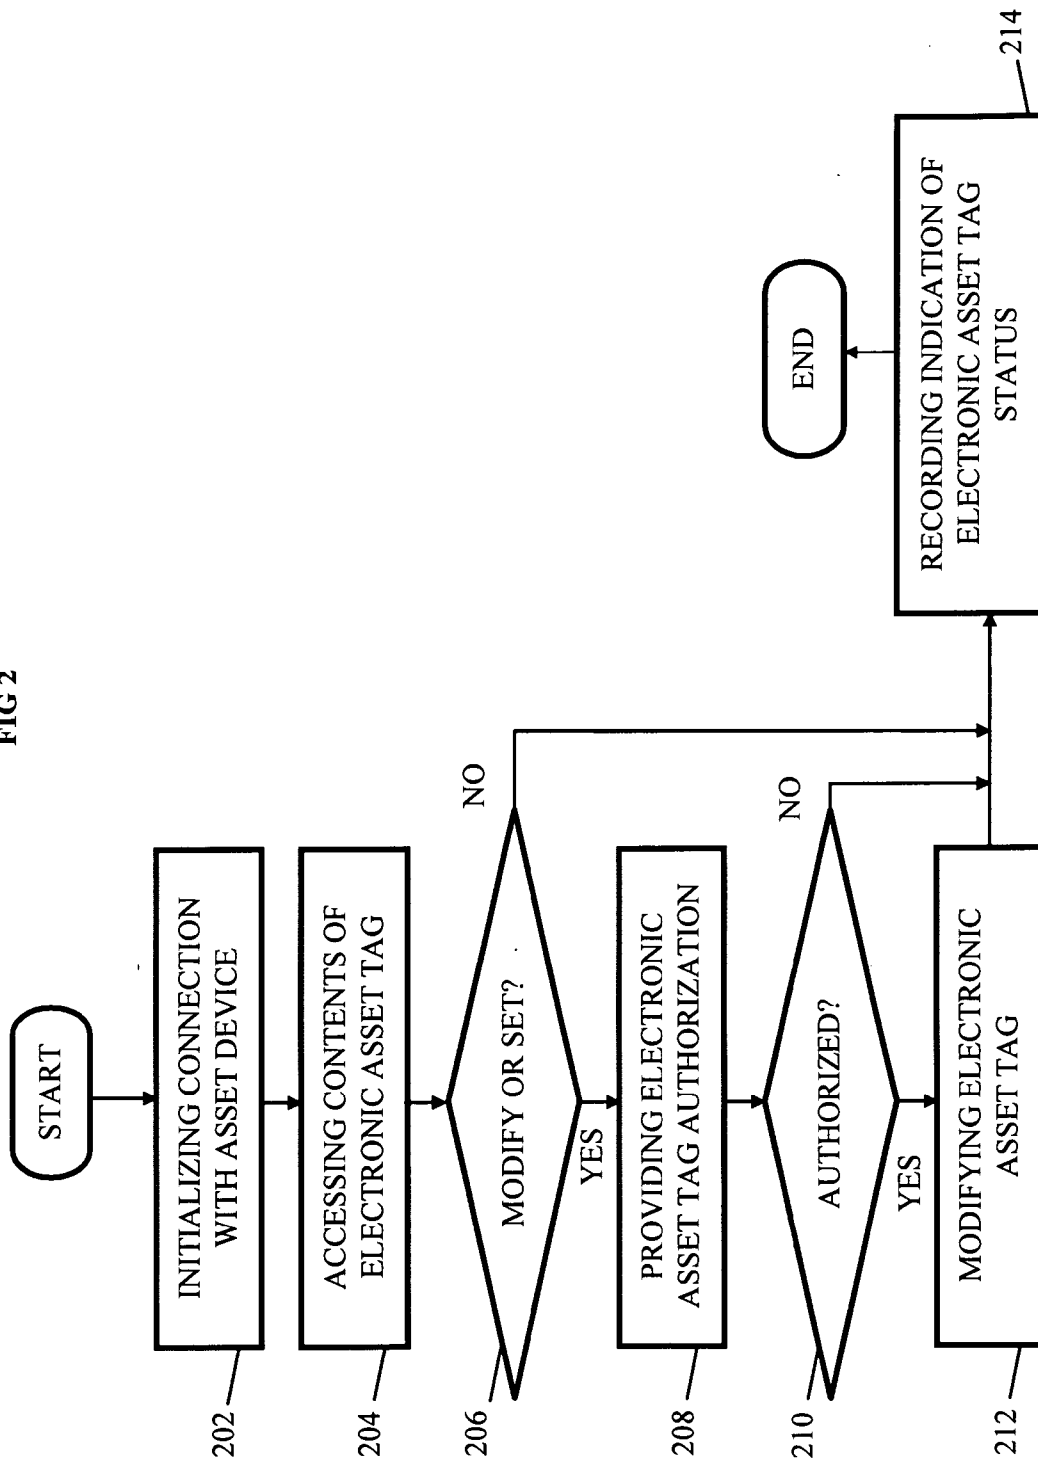 FIG 2
START
INITIALIZING CONNECTION
WITH ASSET DEVICE
202
ACCESSING CONTENTS OF
ELECTRONIC ASSET TAG
204
MODIFY OR SET?
206
NO
YES
PROVIDING ELECTRONIC
ASSET TAG AUTHORIZATION
208
AUTHORIZED?
210
NO
YES
MODIFYING ELECTRONIC
ASSET TAG
212
END
RECORDING INDICATION OF
ELECTRONIC ASSET TAG
STATUS
214